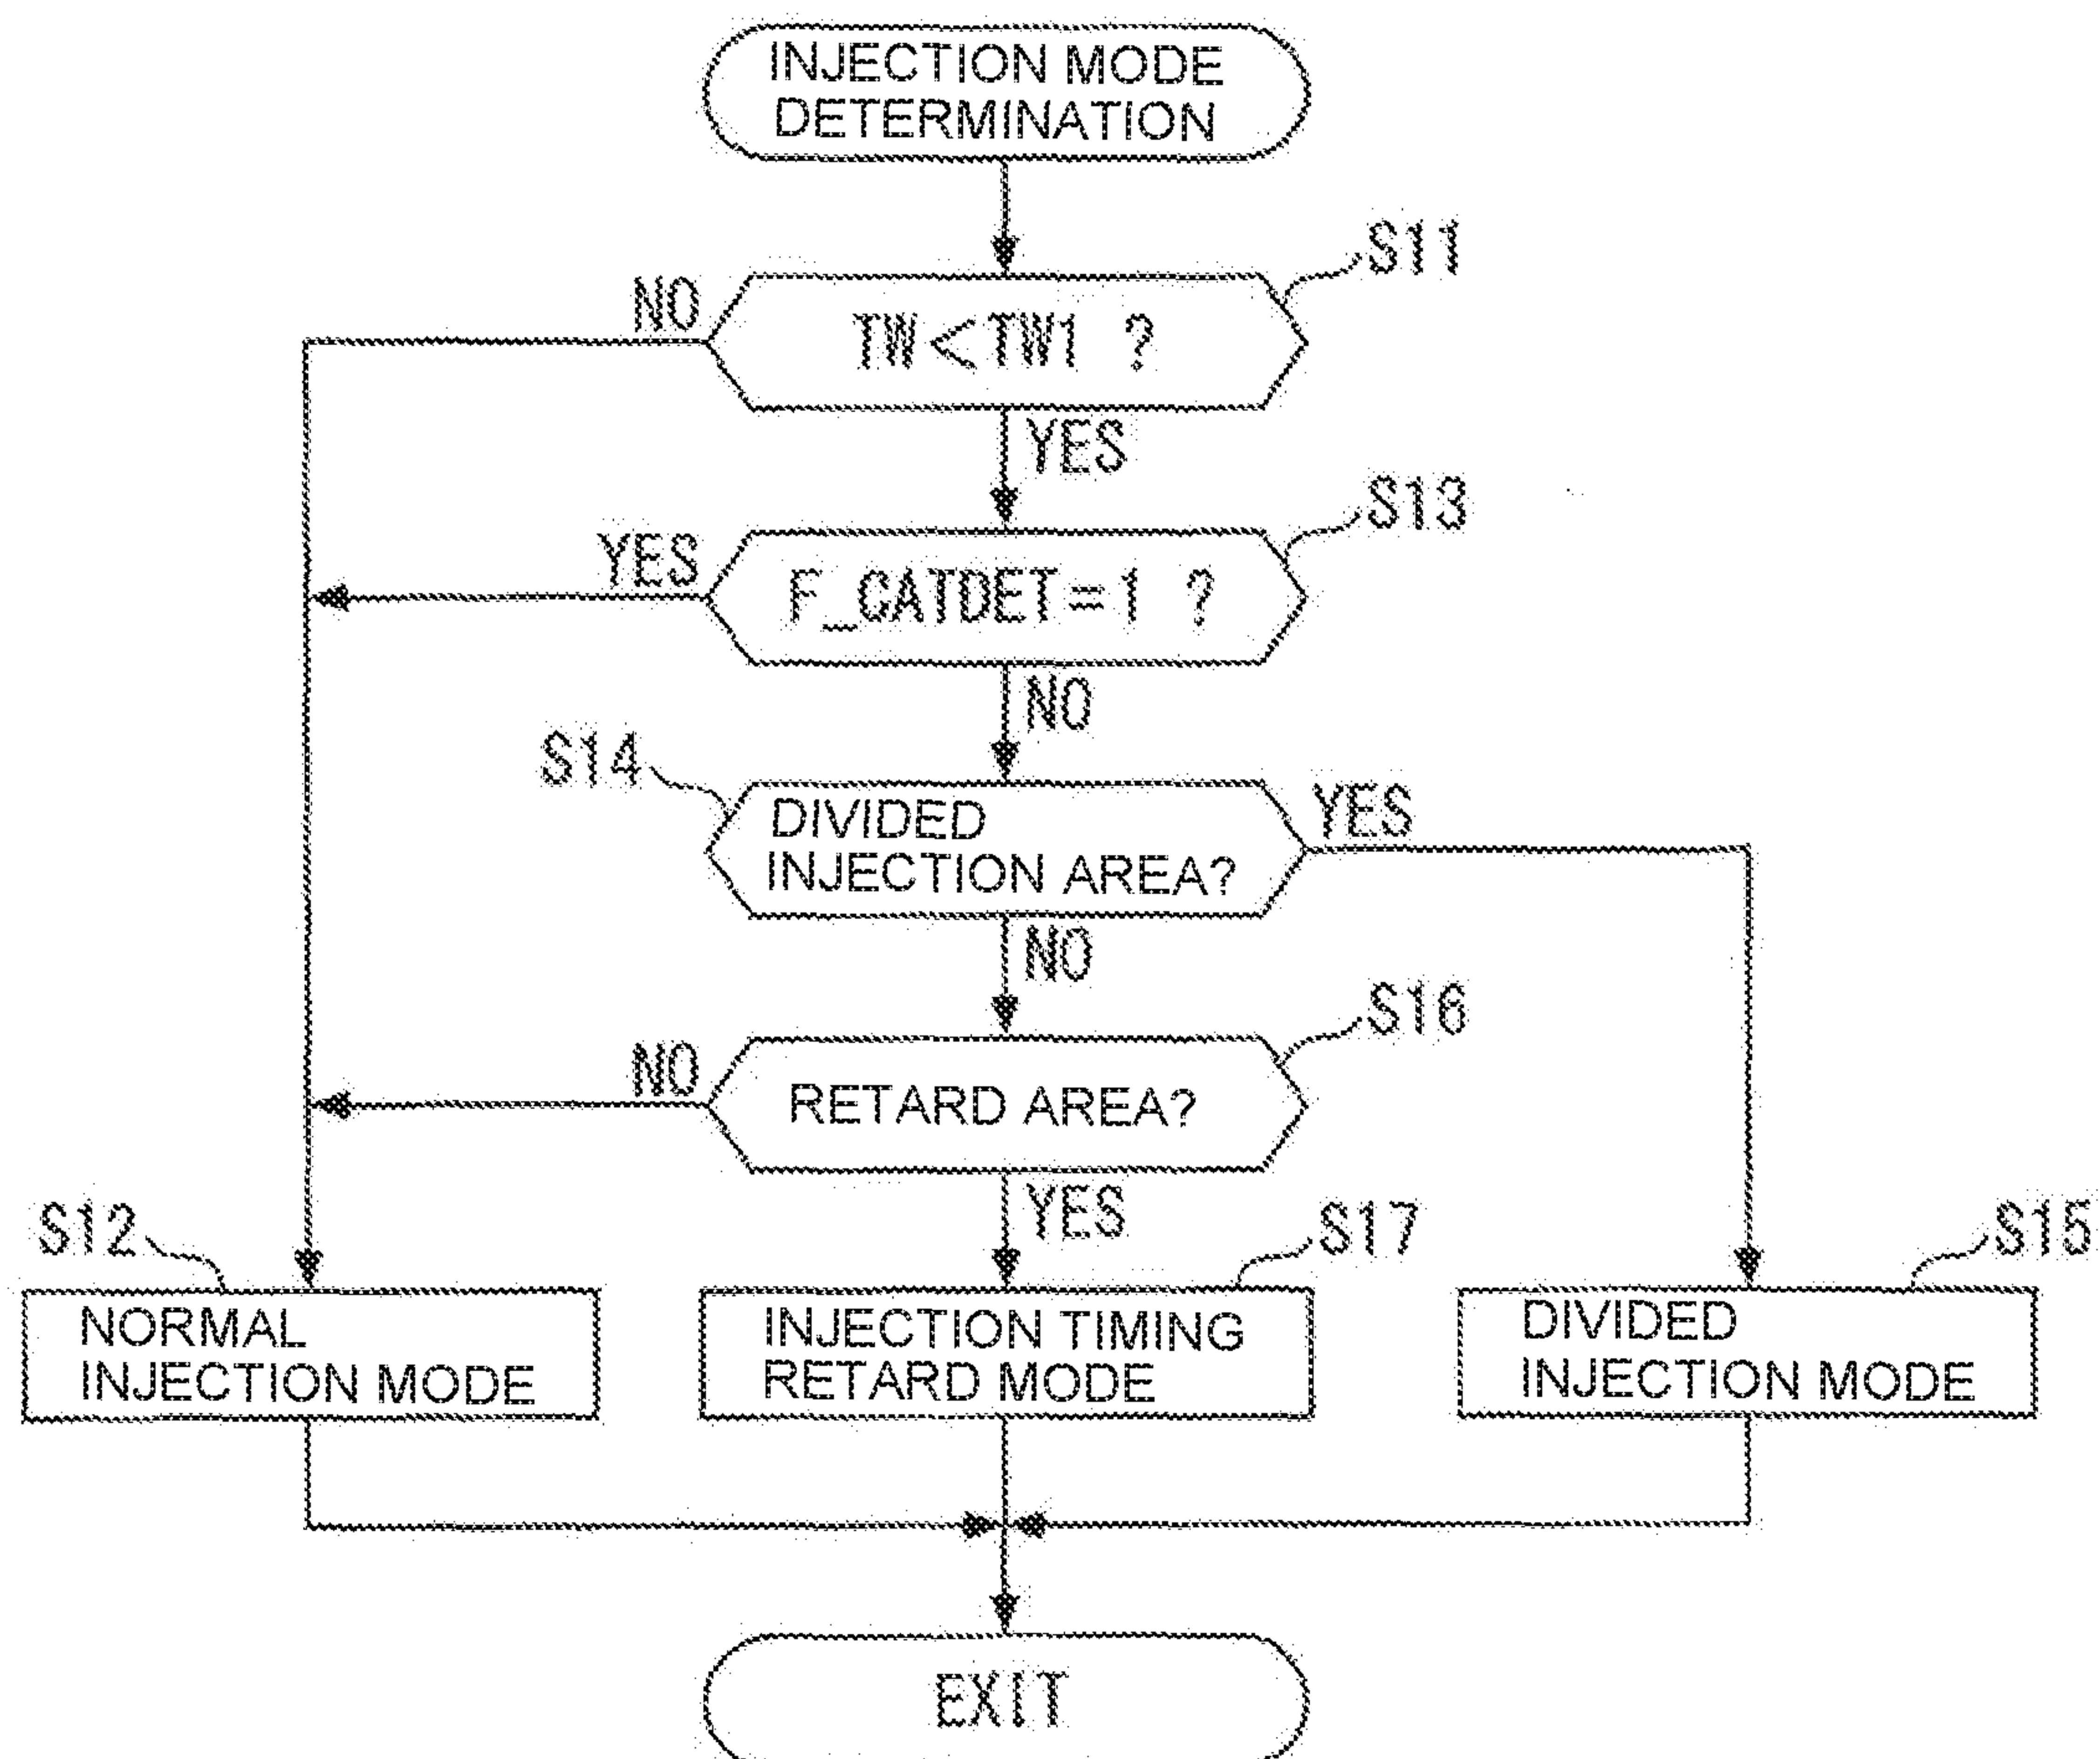 INJECTION MODE
DETERMINATION
S11
NO
TW<TW1 ?
YES
S13
YES
F_CATDET=1 ?
NO
S14
DIVIDED
INJECTION AREA?
YES
NO
S16
NO
RETARD AREA?
YES
S12
S17
S15
NORMAL
INJECTION MODE
INJECTION TIMING
RETARD MODE
DIVIDED
INJECTION MODE
EXIT